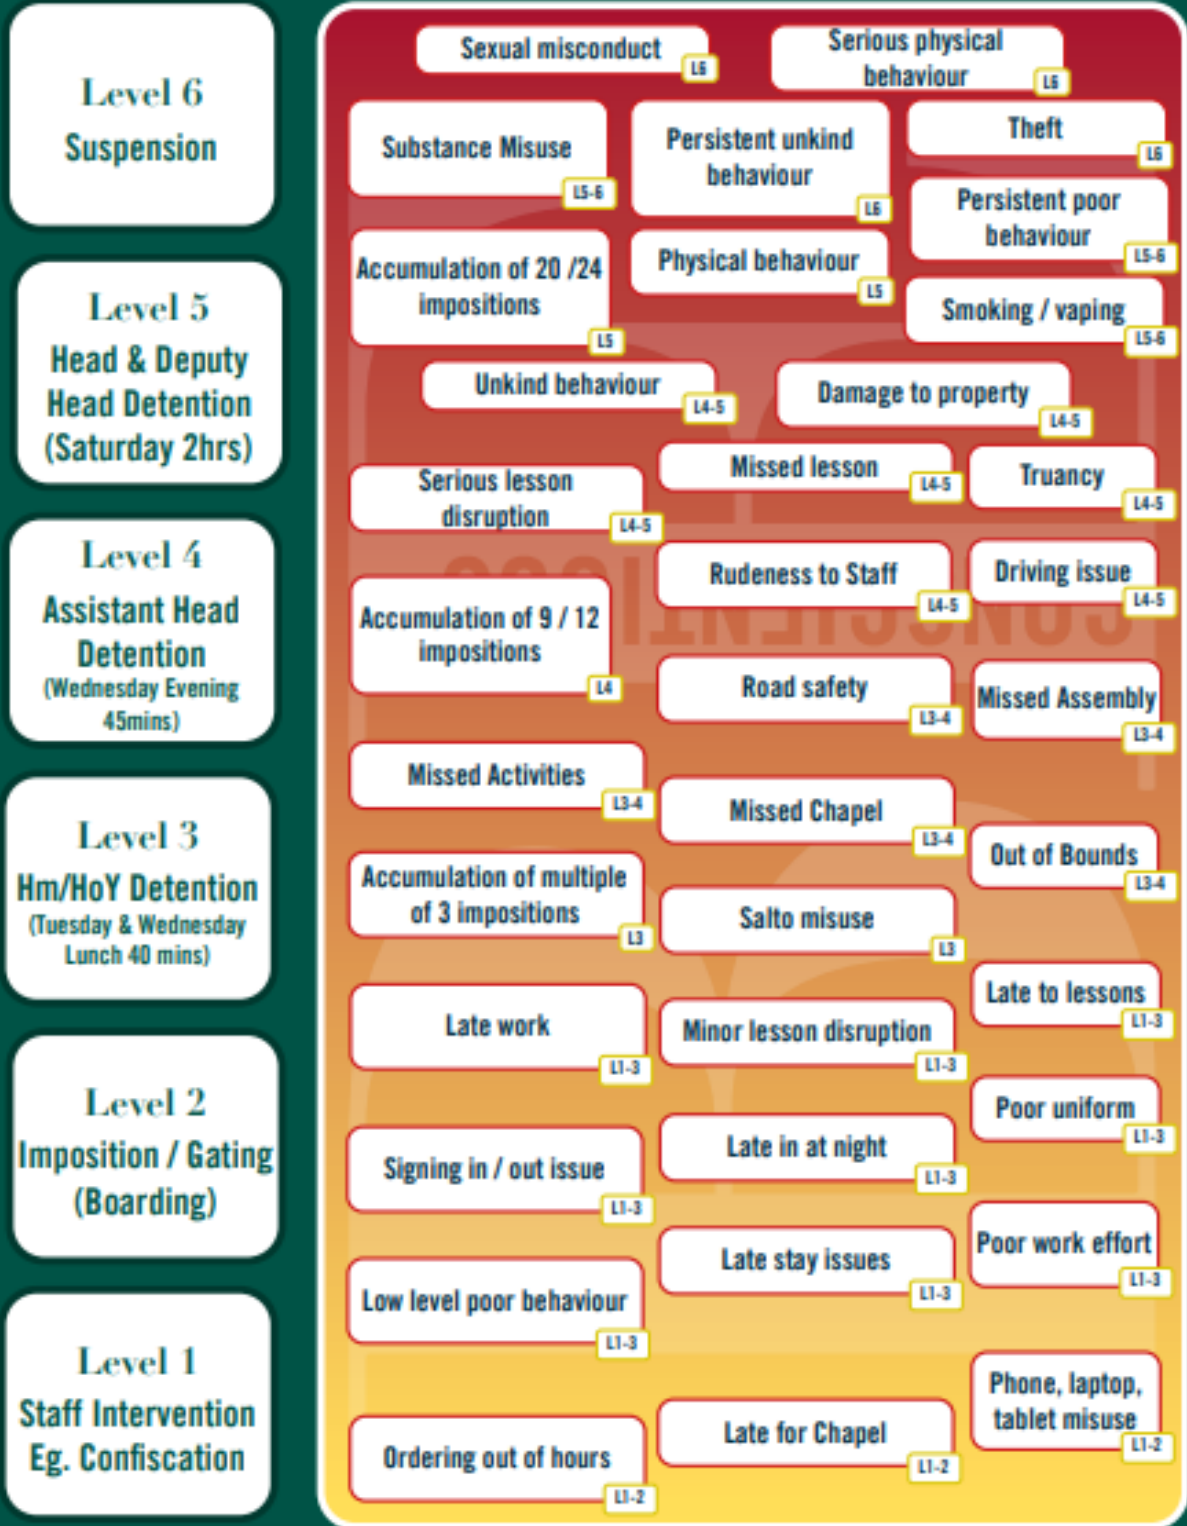 Level 6
Suspension
Level 5
Head & Deputy
Head Detention
(Saturday 2hrs)
Level 4
Assistant Head
Detention
(Wednesday Evening
45mins)
Level 3
Hm/HoY Detention
(Tuesday & Wednesday
Lunch 40 mins)
Level 2
Imposition / Gating
(Boarding)
Level 1
Staff Intervention
Eg. Confiscation
Sexual misconduct
L6
Serious physical
behaviour
L6
Substance Misuse
L5-6
Persistent unkind
behaviour
L6
Theft
L6
Persistent poor
behaviour
L5-6
Accumulation of 20 /24
impositions
L5
Physical behaviour
L5
Smoking / vaping
L5-6
Unkind behaviour
L4-5
Damage to property
L4-5
Serious lesson
disruption
L4-5
Missed lesson
L4-5
Truancy
L4-5
Rudeness to Staff
L4-5
Driving issue
L4-5
Accumulation of 9 / 12
impositions
L4
Road safety
L3-4
Missed Assembly
L3-4
Missed Activities
L3-4
Missed Chapel
L3-4
Out of Bounds
L3-4
Accumulation of multiple
of 3 impositions
L3
Salto misuse
L3
Late to lessons
L1-3
Late work
L1-3
Minor lesson disruption
L1-3
Poor uniform
L1-3
Signing in / out issue
L1-3
Late in at night
L1-3
Poor work effort
L1-3
Low level poor behaviour
L1-3
Late stay issues
L1-3
Phone, laptop,
tablet misuse
L1-2
Ordering out of hours
L1-2
Late for Chapel
L1-2